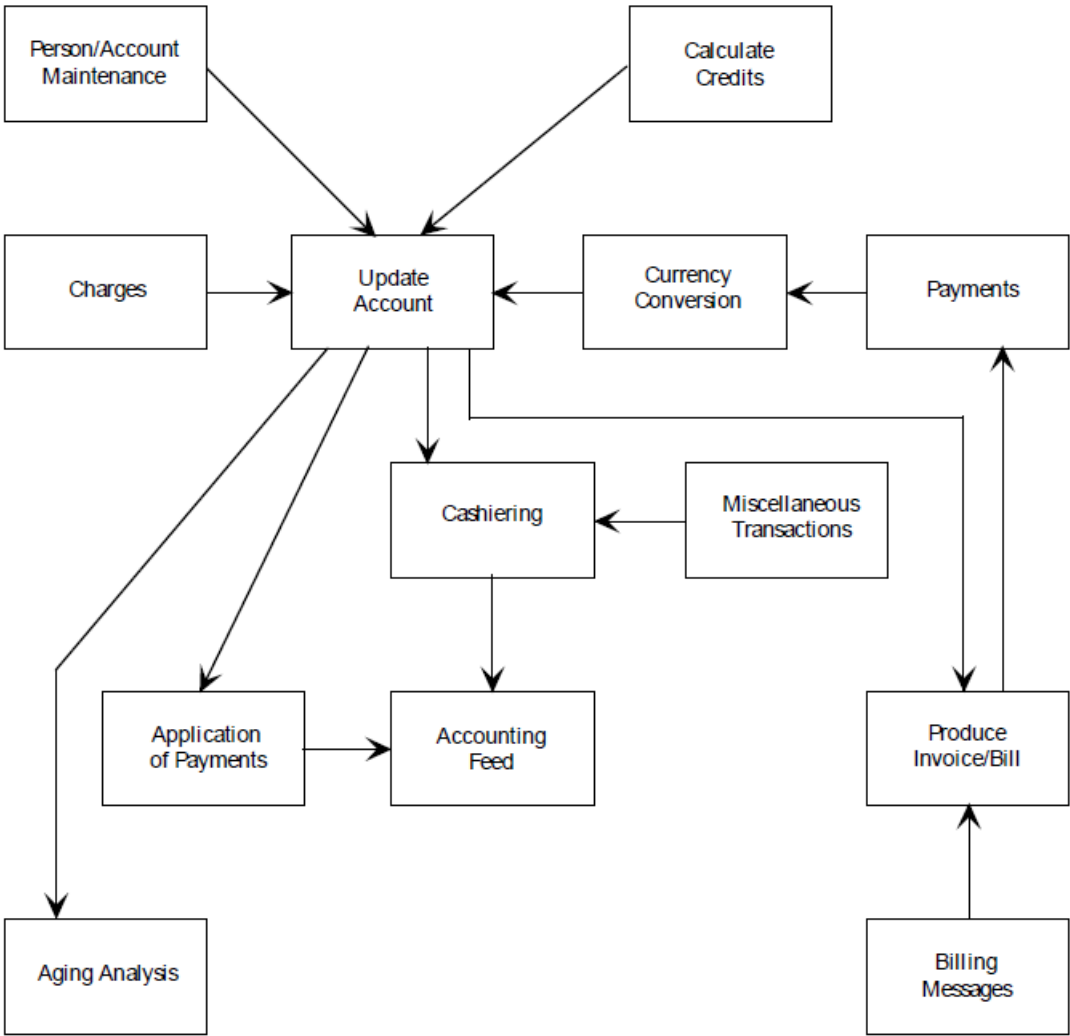 Person/Account
Maintenance
Calculate
Credits
Charges
Update
Account
Currency
Conversion
Payments
Cashiering
Miscellaneous
Transactions
Application
of Payments
Accounting
Feed
Produce
Invoice/Bill
Aging Analysis
Billing
Messages